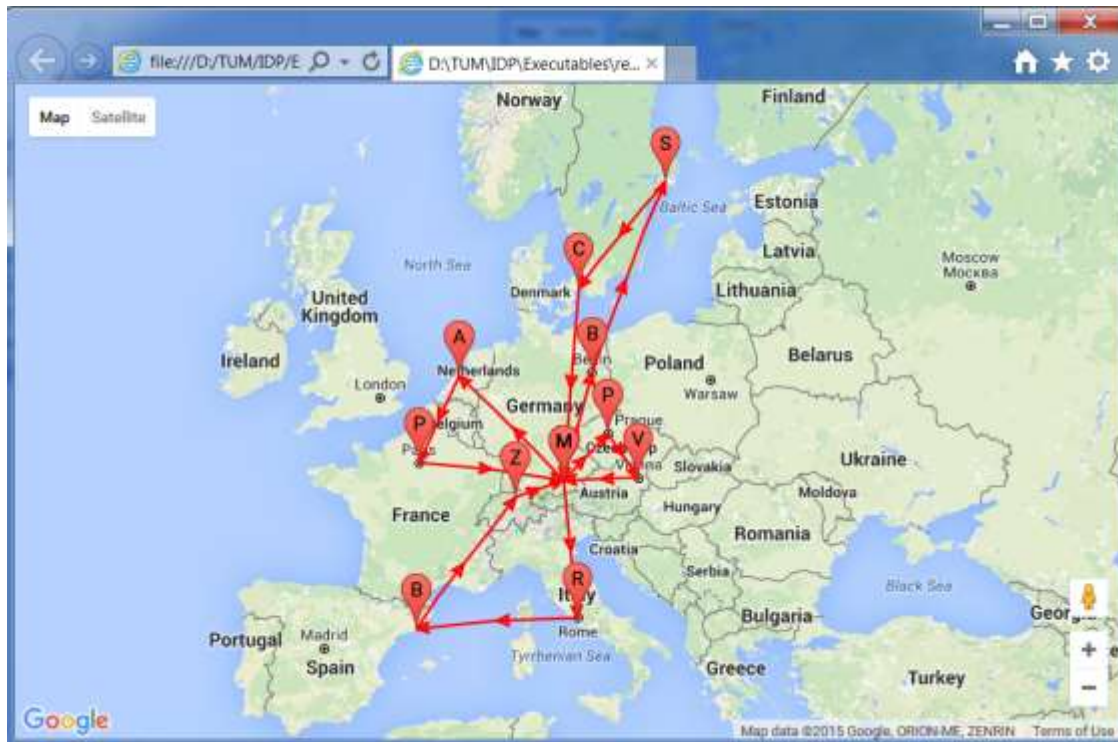 file:///D:/TUM/IDP/E
D:\TUM\IDP\Executables\re...
Map Satellite
Norway
Finland
S
Baltic Sea
Estonia
C
North Sea
Latvia
Moscow
Москва
Denmark
Lithuania
United
Kingdom
A
B
Ireland
Netherlands
Berlin
Poland
Belarus
London
Warsaw
Germany
P
P
Belgium
Prague
M
V
Z
Paris
Vienna
Slovakia
Ukraine
Austria
Moldova
France
Hungary
Romania
Croatia
Serbia
B
R
Italy
Black Sea
Bulgaria
Portugal
Madrid
Rome
Spain
Tyrrhenian Sea
Greece
Turkey
Google
Map data ©2015 Google, ORION-ME, ZENRIN Terms of Use